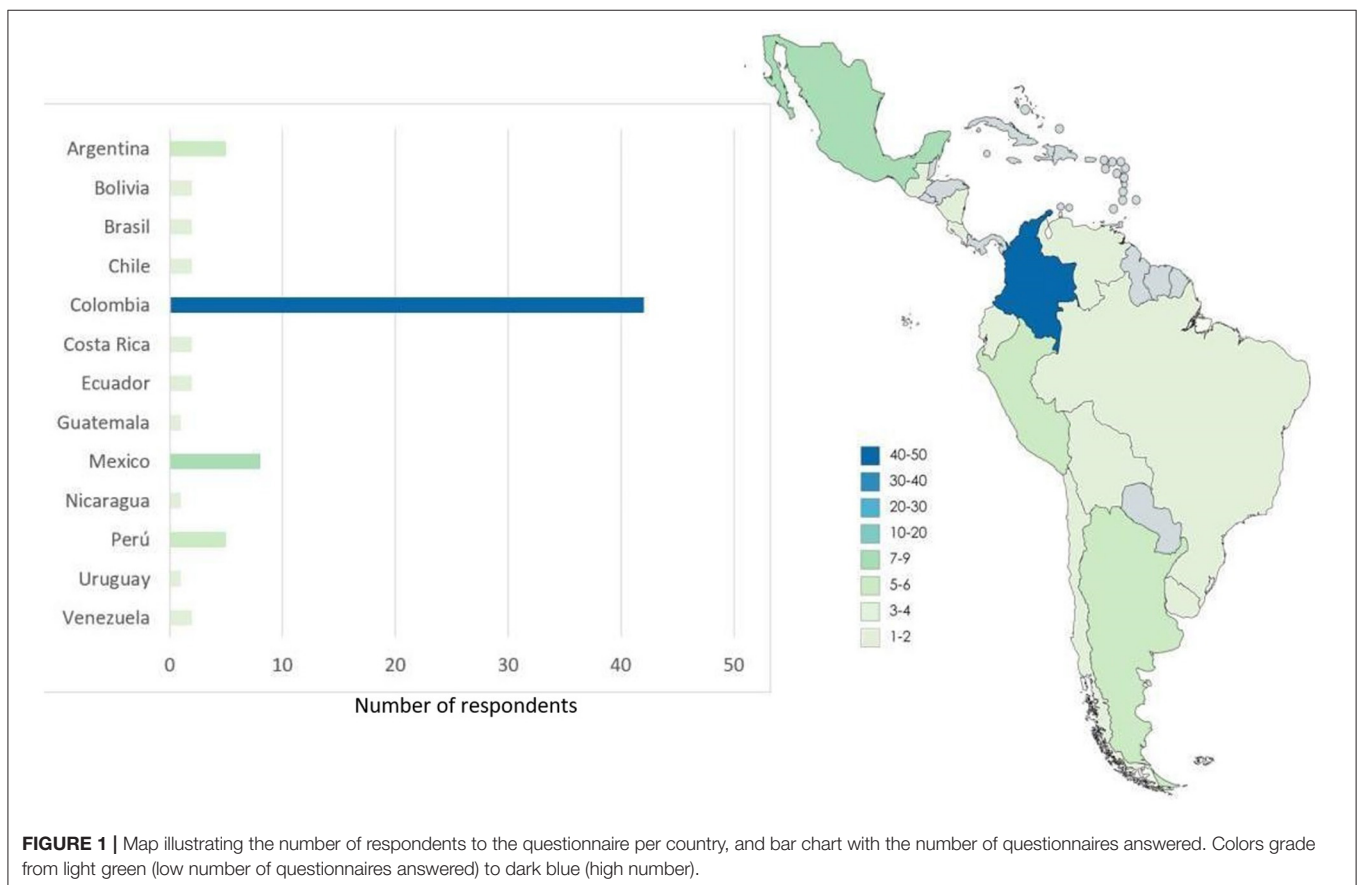 Argentina
Bolivia
Brasil
Chile
Colombia
Costa Rica
Ecuador
Guatemala
Mexico
Nicaragua
Perú
Uruguay
Venezuela
0 10 20 30 40 50
Number of respondents
40-50
30-40
20-30
10-20
7-9
5-6
3-4
1-2
FIGURE 1 | Map illustrating the number of respondents to the questionnaire per country, and bar chart with the number of questionnaires answered. Colors grade
from light green (low number of questionnaires answered) to dark blue (high number).